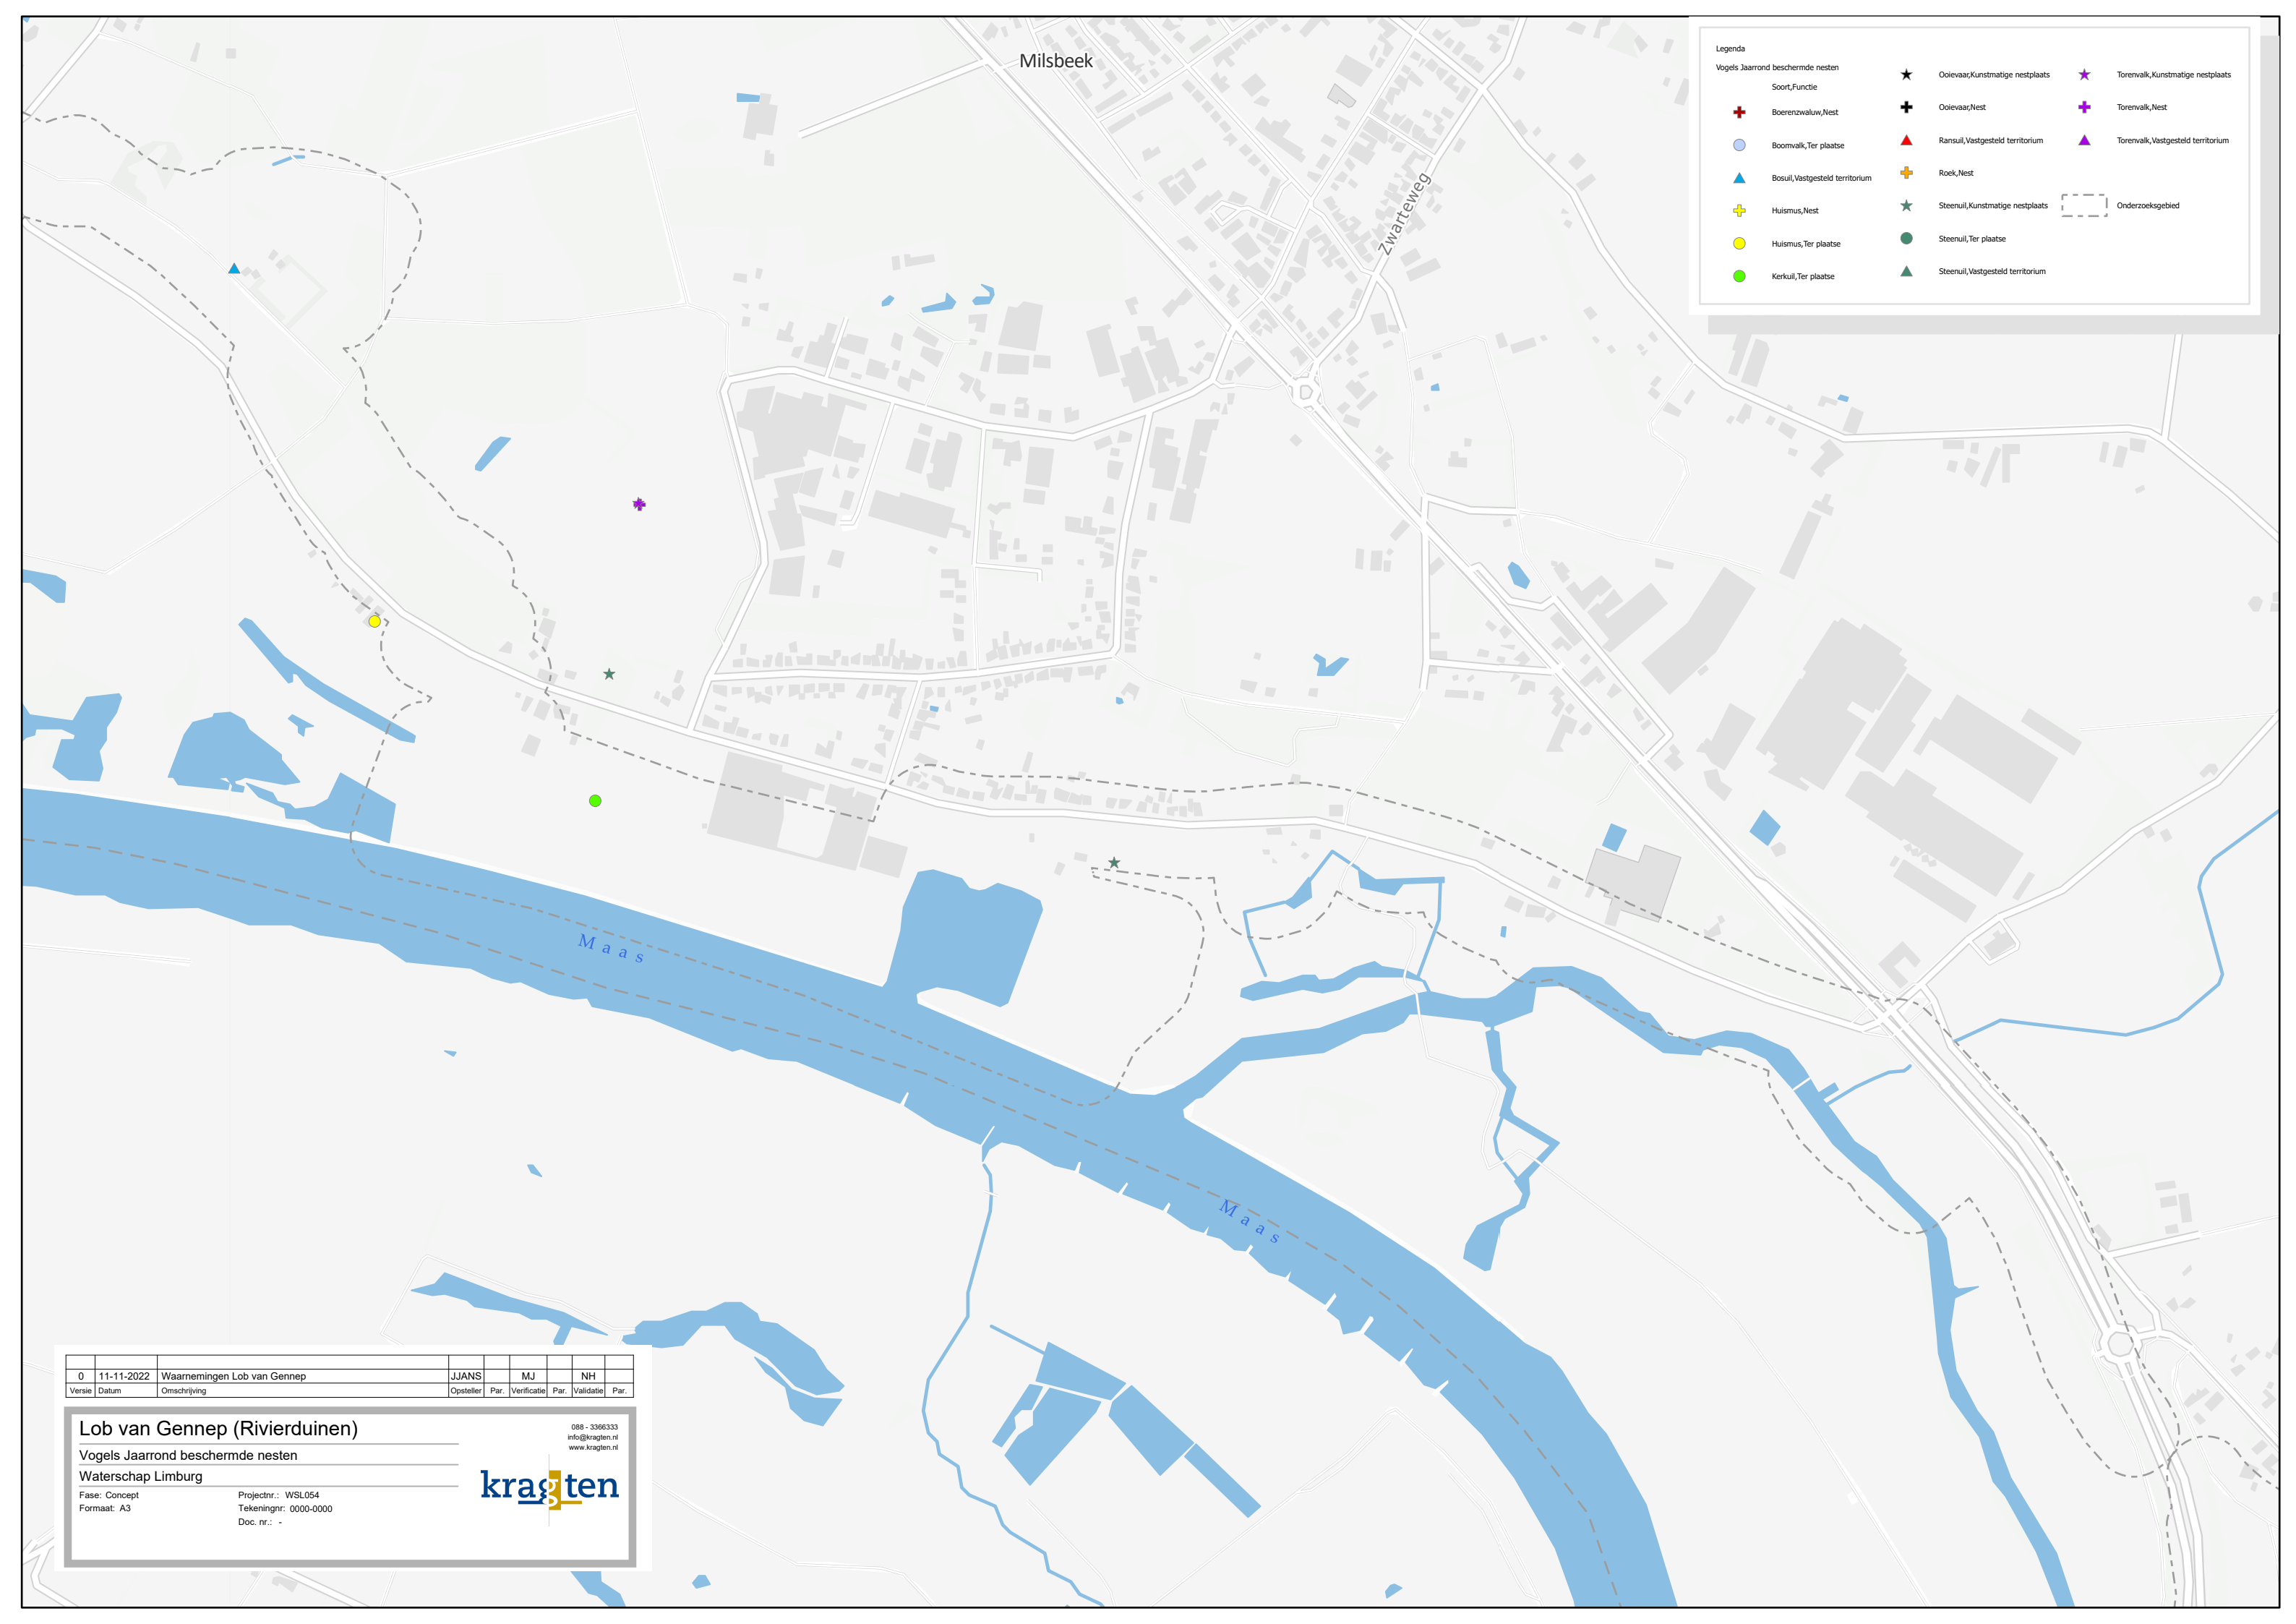 Milsbeek
Zwarteweg
Maas
Maas
Legenda
Vogels Jaarrond beschermde nesten
Soort,Functie
Boerenzwaluw,Nest
Boomvalk,Ter plaatse
Bosuil,Vastgesteld territorium
Huismus,Nest
Huismus,Ter plaatse
Kerkuil,Ter plaatse
Ooievaar,Kunstmatige nestplaats
Ooievaar,Nest
Ransuil,Vastgesteld territorium
Roek,Nest
Steenuil,Kunstmatige nestplaats
Steenuil,Ter plaatse
Steenuil,Vastgesteld territorium
Torenvalk,Kunstmatige nestplaats
Torenvalk,Nest
Torenvalk,Vastgesteld territorium
Onderzoeksgebied
0 11-11-2022 Waarnemingen Lob van Gennep JJANS MJ NH
Versie Datum Omschrijving Opsteller Par. Verificatie Par. Validatie Par.
Lob van Gennep (Rivierduinen)
Vogels Jaarrond beschermde nesten
Waterschap Limburg
Fase: Concept Projectnr.: WSL054
Formaat: A3 Tekeningnr: 0000-0000
Doc. nr.: -
088 - 3366333
info@kragten.nl
www.kragten.nl
kragten